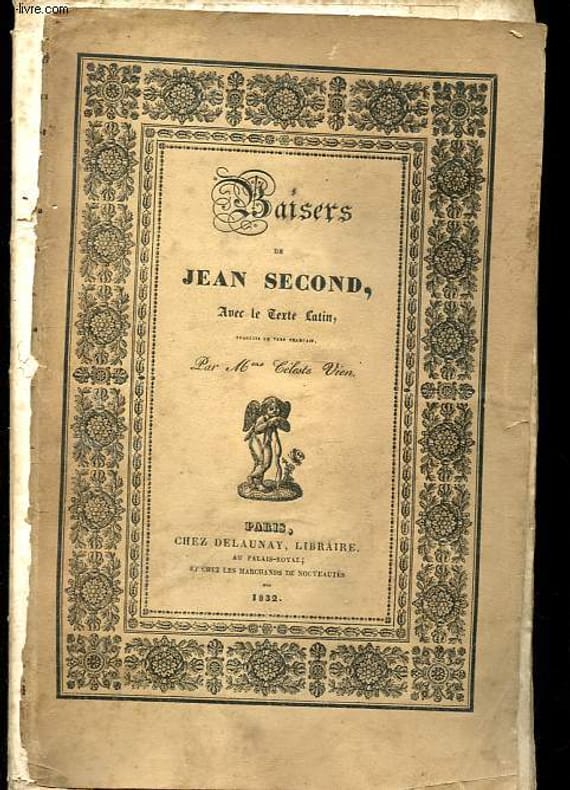 -livre.com
Baisers
DE
JEAN SECOND,
Avec le Texte Latin,
TRADUITS EN VERS FRANÇAIS,
Par Mme Céleste Vien.
PARIS,
CHEZ DELAUNAY, LIBRAIRE,
AU PALAIS-ROYAL;
ET CHEZ LES MARCHANDS DE NOUVEAUTÉS
1832.